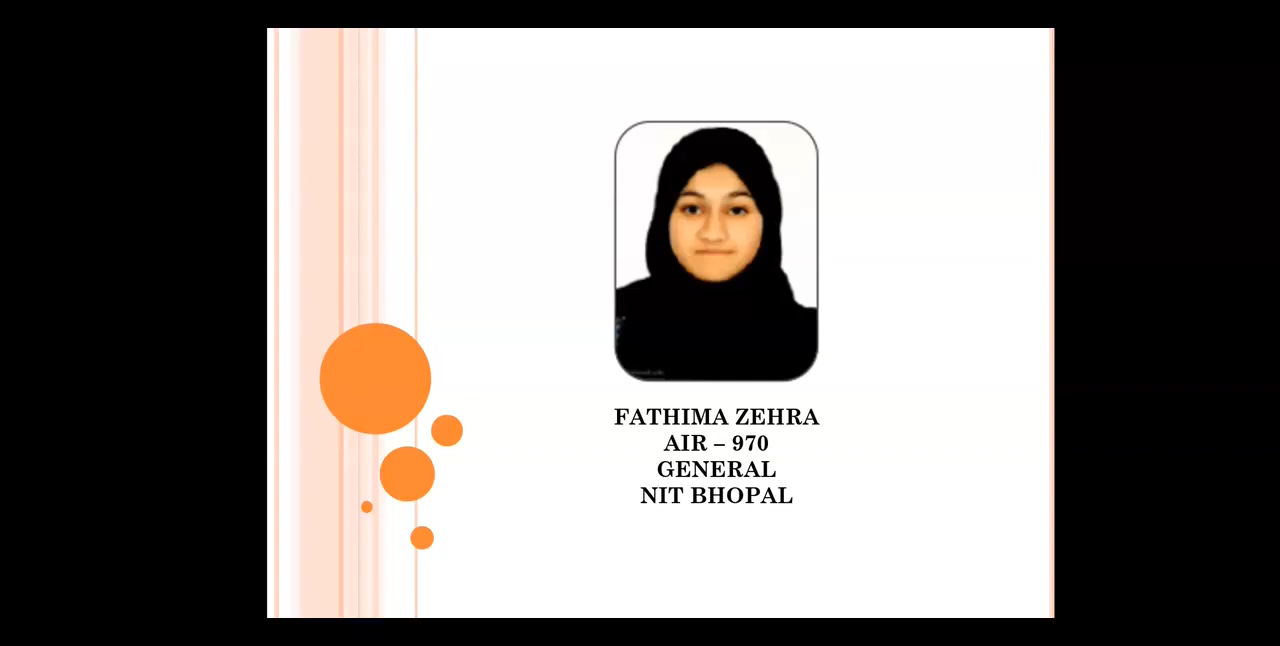 FATHIMA ZEHRA
AIR – 970
GENERAL
NIT BHOPAL